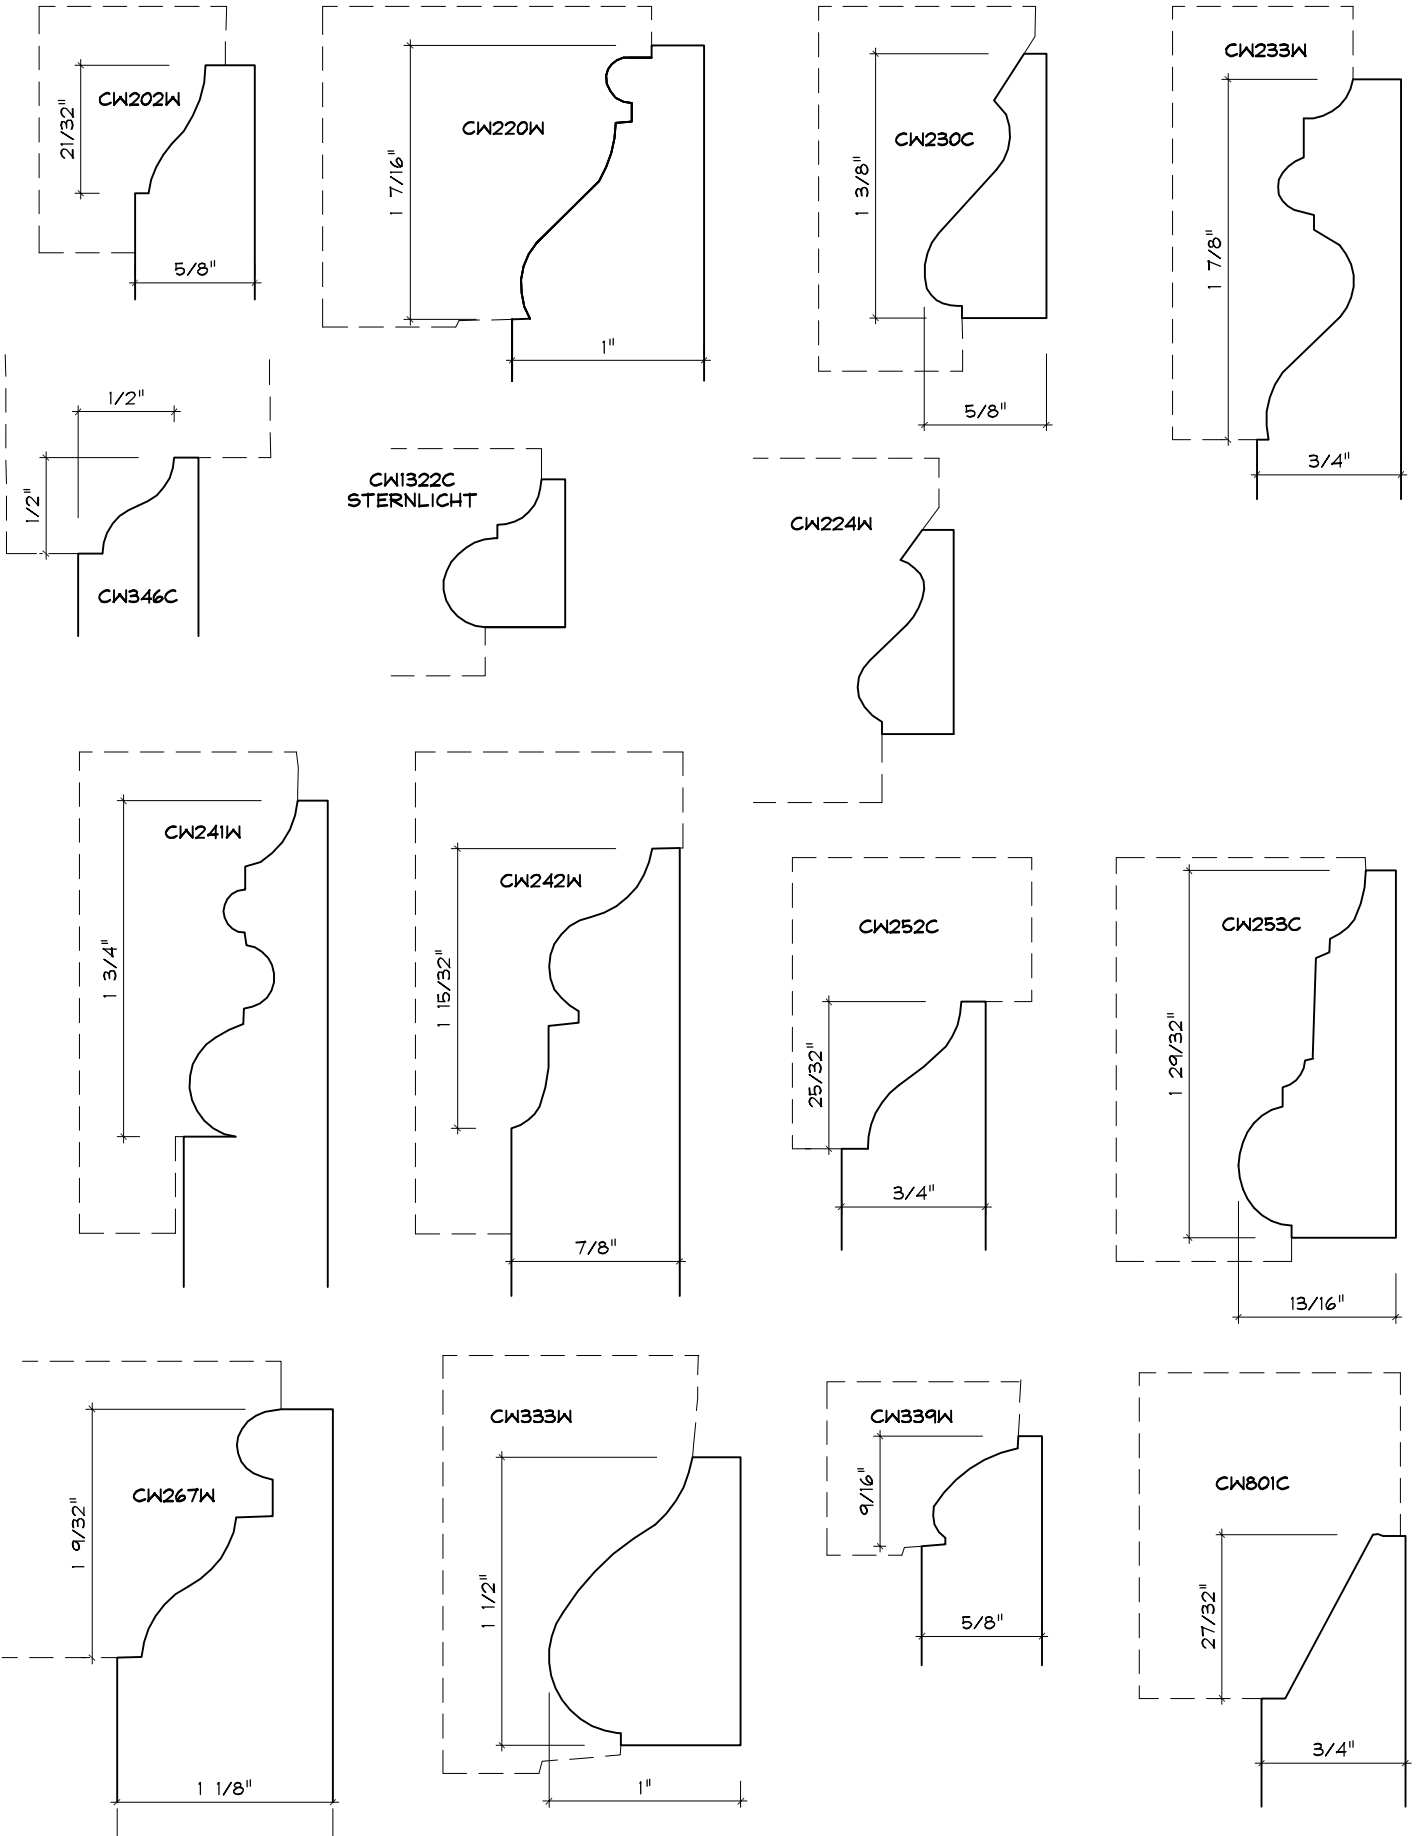 CW202W
21/32"
5/8"
CW220W
1 7/16"
1"
CW230C
1 3/8"
5/8"
CW233W
1 7/8"
3/4"
1/2"
1/2"
CW346C
CW1322C
STERNLICHT
CW224W
CW241W
1 3/4"
CW242W
1 15/32"
7/8"
CW252C
25/32"
3/4"
CW253C
1 29/32"
13/16"
CW267W
1 9/32"
1 1/8"
CW333W
1 1/2"
1"
CW339W
9/16"
5/8"
CW801C
27/32"
3/4"